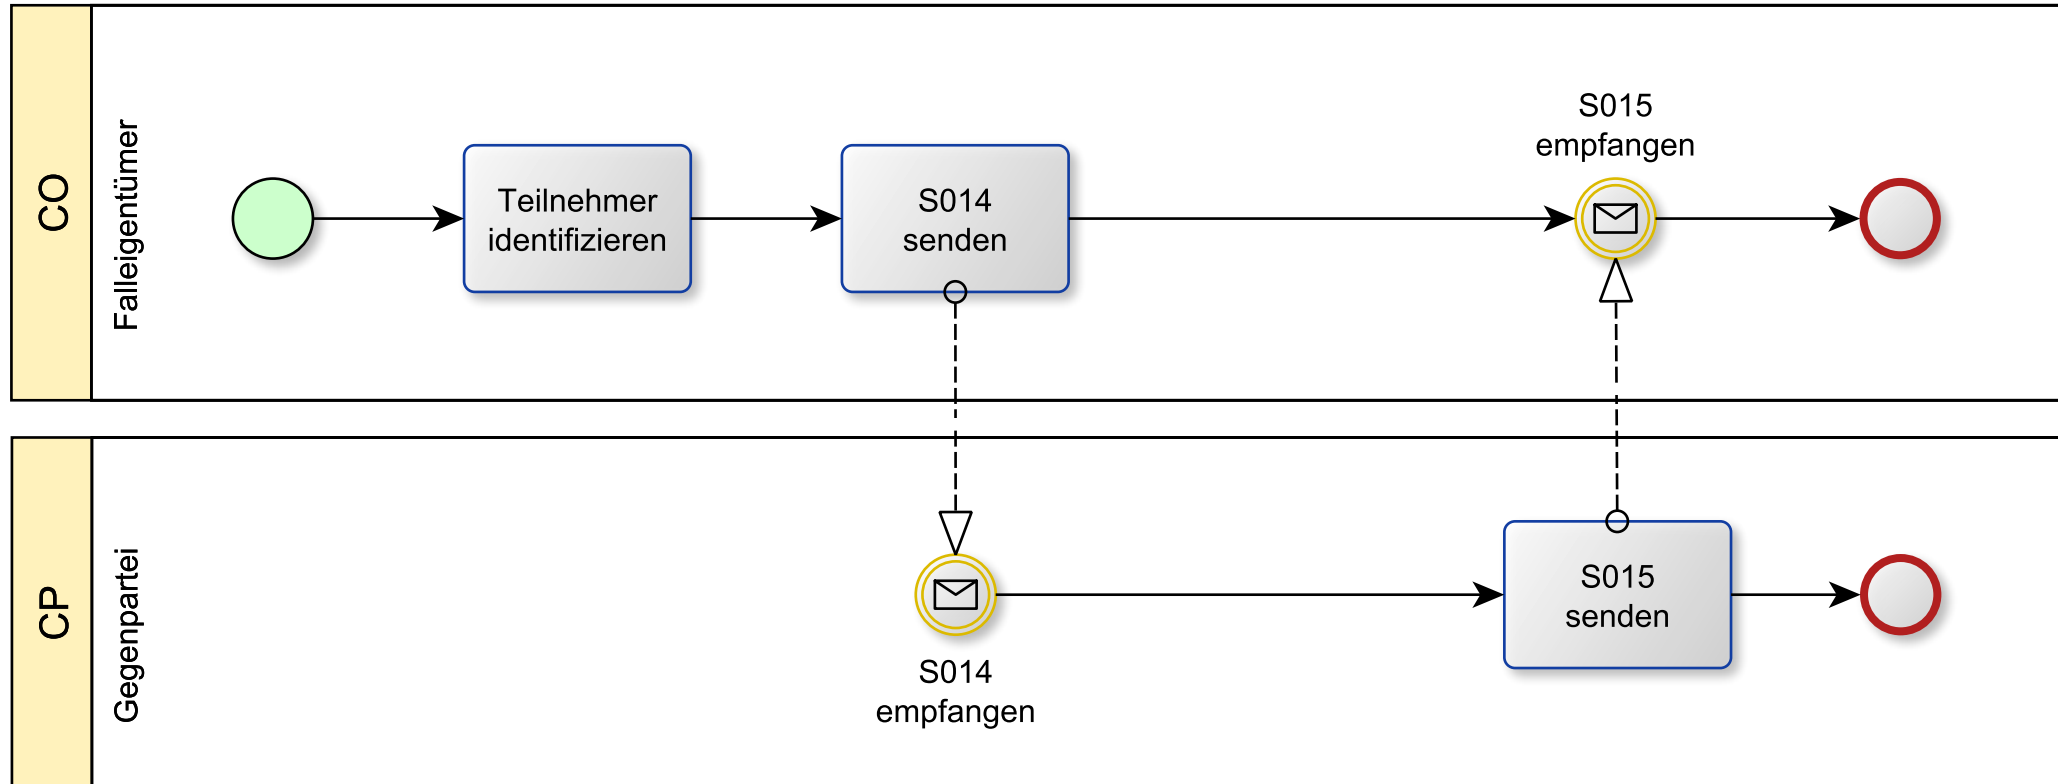 CO
Falleigentümer
Teilnehmer
identifizieren
S014
senden
S015
empfangen
CP
Gegenpartei
S014
empfangen
S015
senden